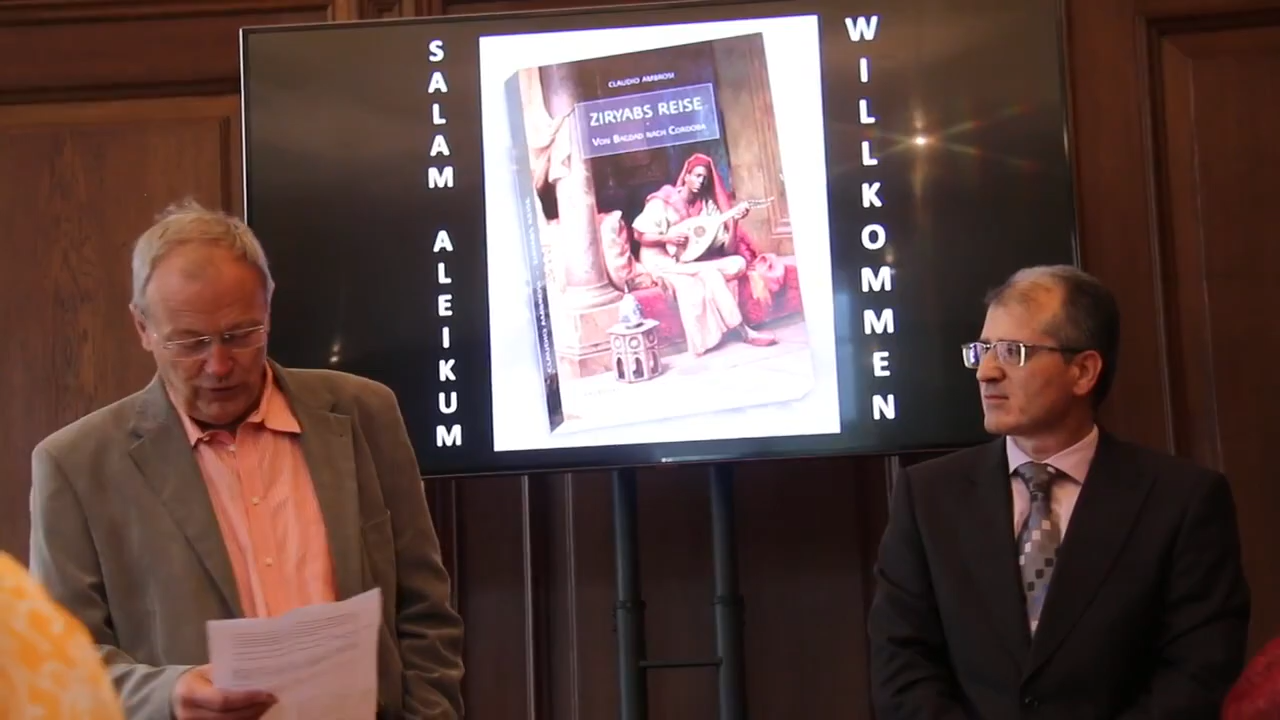 SALAM ALEIKUM
CLAUDIO AMBROSI
ZIRYABS REISE
VON BAGDAD NACH CORDOBA
WILLKOMMEN